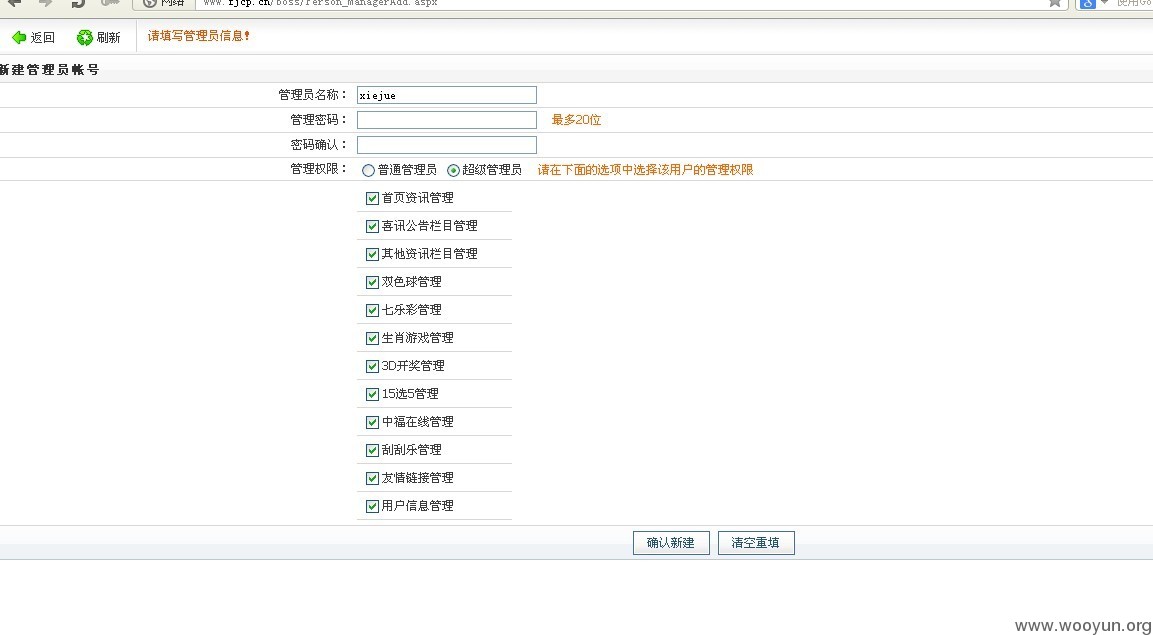 网络 www.fjcp.cn/boss/Person_ManagerAdd.aspx
返回 刷新 请填写管理员信息!
新建管理员帐号
管理员名称: xiejue
管理密码: 最多20位
密码确认:
管理权限: 普通管理员 超级管理员 请在下面的选项中选择该用户的管理权限
首页资讯管理
喜讯公告栏目管理
其他资讯栏目管理
双色球管理
七乐彩管理
生肖游戏管理
3D开奖管理
15选5管理
中福在线管理
刮刮乐管理
友情链接管理
用户信息管理
确认新建 清空重填
www.wooyun.org